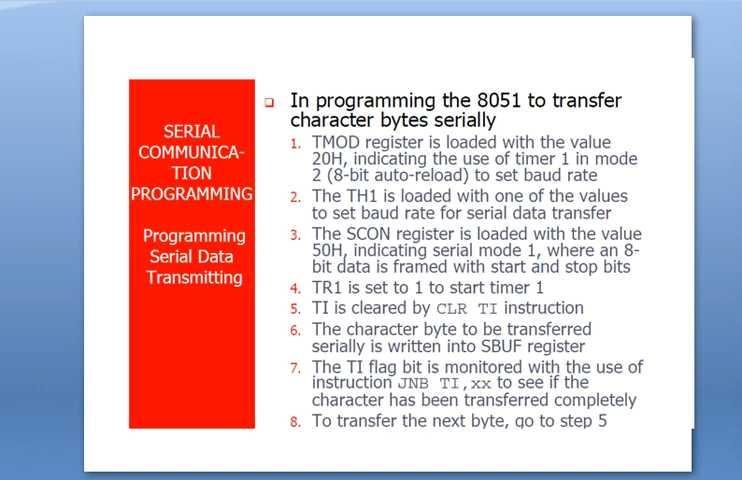 SERIAL
COMMUNICA-
TION
PROGRAMMING
Programming
Serial Data
Transmitting
In programming the 8051 to transfer
character bytes serially
1. TMOD register is loaded with the value
20H, indicating the use of timer 1 in mode
2 (8-bit auto-reload) to set baud rate
2. The TH1 is loaded with one of the values
to set baud rate for serial data transfer
3. The SCON register is loaded with the value
50H, indicating serial mode 1, where an 8-
bit data is framed with start and stop bits
4. TR1 is set to 1 to start timer 1
5. TI is cleared by CLR TI instruction
6. The character byte to be transferred
serially is written into SBUF register
7. The TI flag bit is monitored with the use of
instruction JNB TI,xx to see if the
character has been transferred completely
8. To transfer the next byte, go to step 5